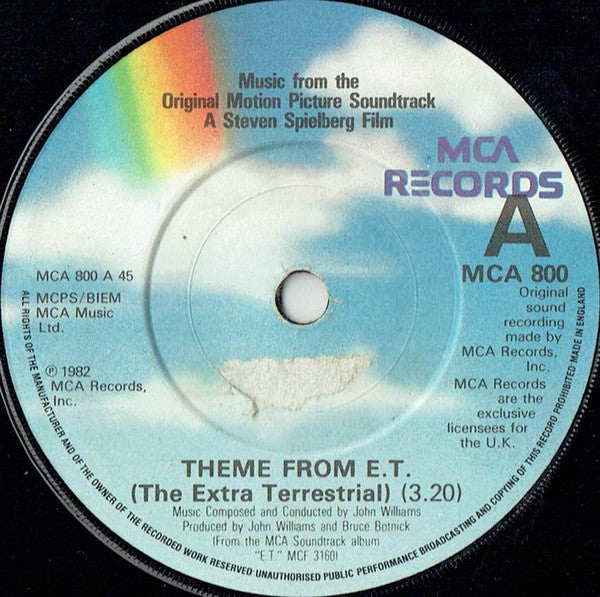 Music from the
Original Motion Picture Soundtrack
A Steven Spielberg Film
MCA
RECORDS
A
MCA 800
MCA 800 A 45
MCPS/BIEM
MCA Music
Ltd.
℗ 1982
MCA Records,
Inc.
Original
sound
recording
made by
MCA Records,
Inc.
MCA Records
are the
exclusive
licensees for
the U.K.
THEME FROM E.T.
(The Extra Terrestrial) (3.20)
Music Composed and Conducted by John Williams
Produced by John Williams and Bruce Botnick
(From the MCA Soundtrack album
"E.T." MCF 3160)
ALL RIGHTS OF THE MANUFACTURER AND OF THE OWNER OF THE RECORDED WORK RESERVED·UNAUTHORISED PUBLIC PERFORMANCE BROADCASTING AND COPYING OF THIS RECORD PROHIBITED·MADE IN ENGLAND